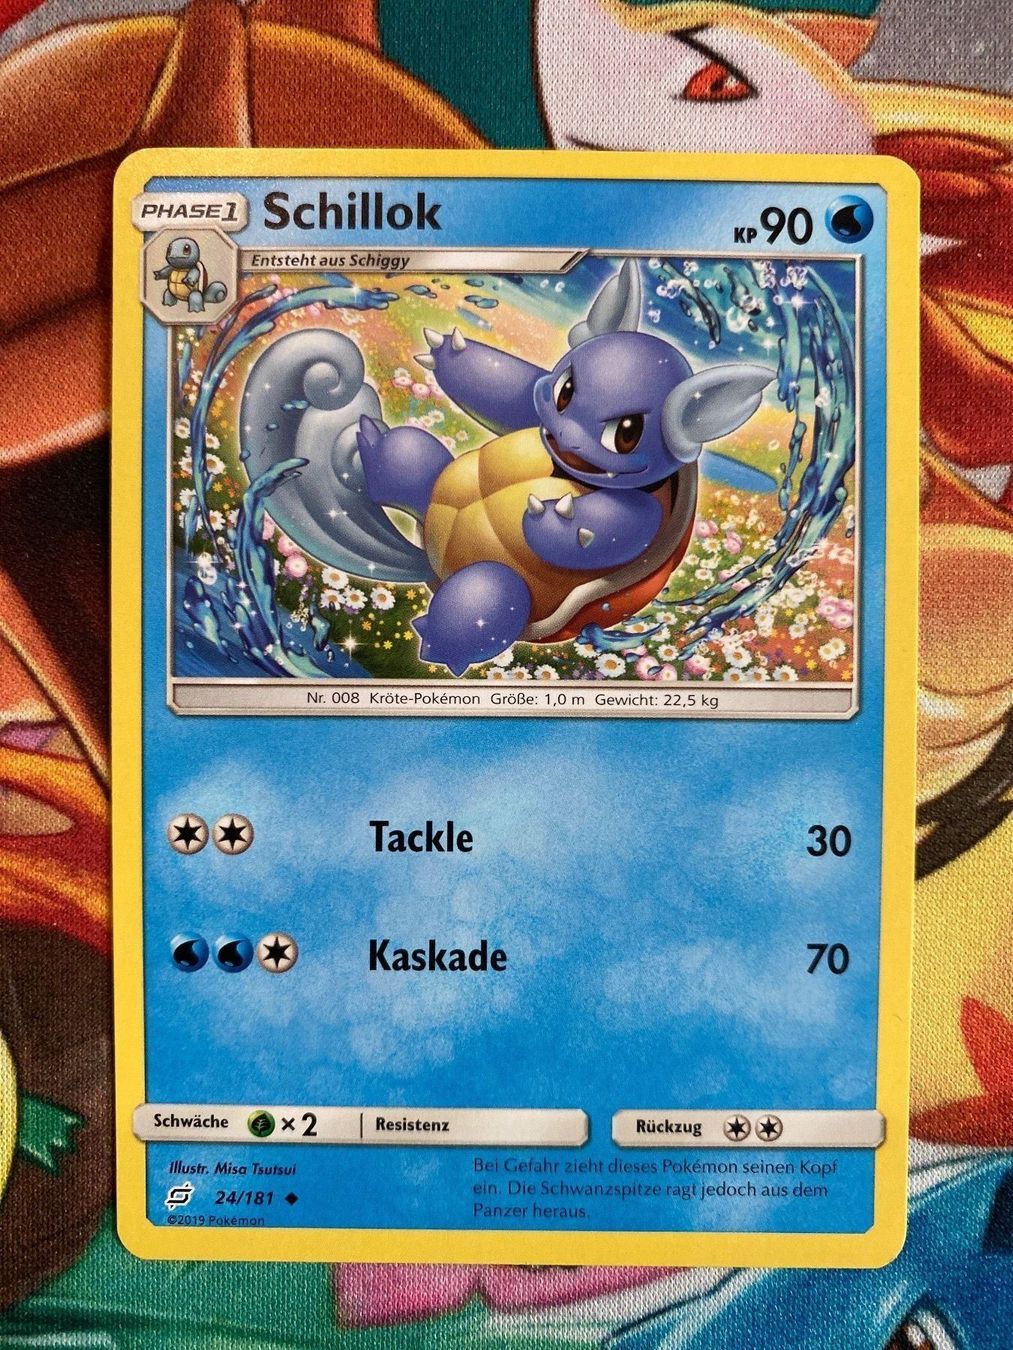 PHASE 1
Schillok
KP 90
Entsteht aus Schiggy
Nr. 008 Kröte-Pokémon Größe: 1,0 m Gewicht: 22,5 kg
Tackle 30
Kaskade 70
Schwäche × 2 Resistenz Rückzug
Illustr. Misa Tsutsui
24/181
©2019 Pokémon
Bei Gefahr zieht dieses Pokémon seinen Kopf
ein. Die Schwanzspitze ragt jedoch aus dem
Panzer heraus.